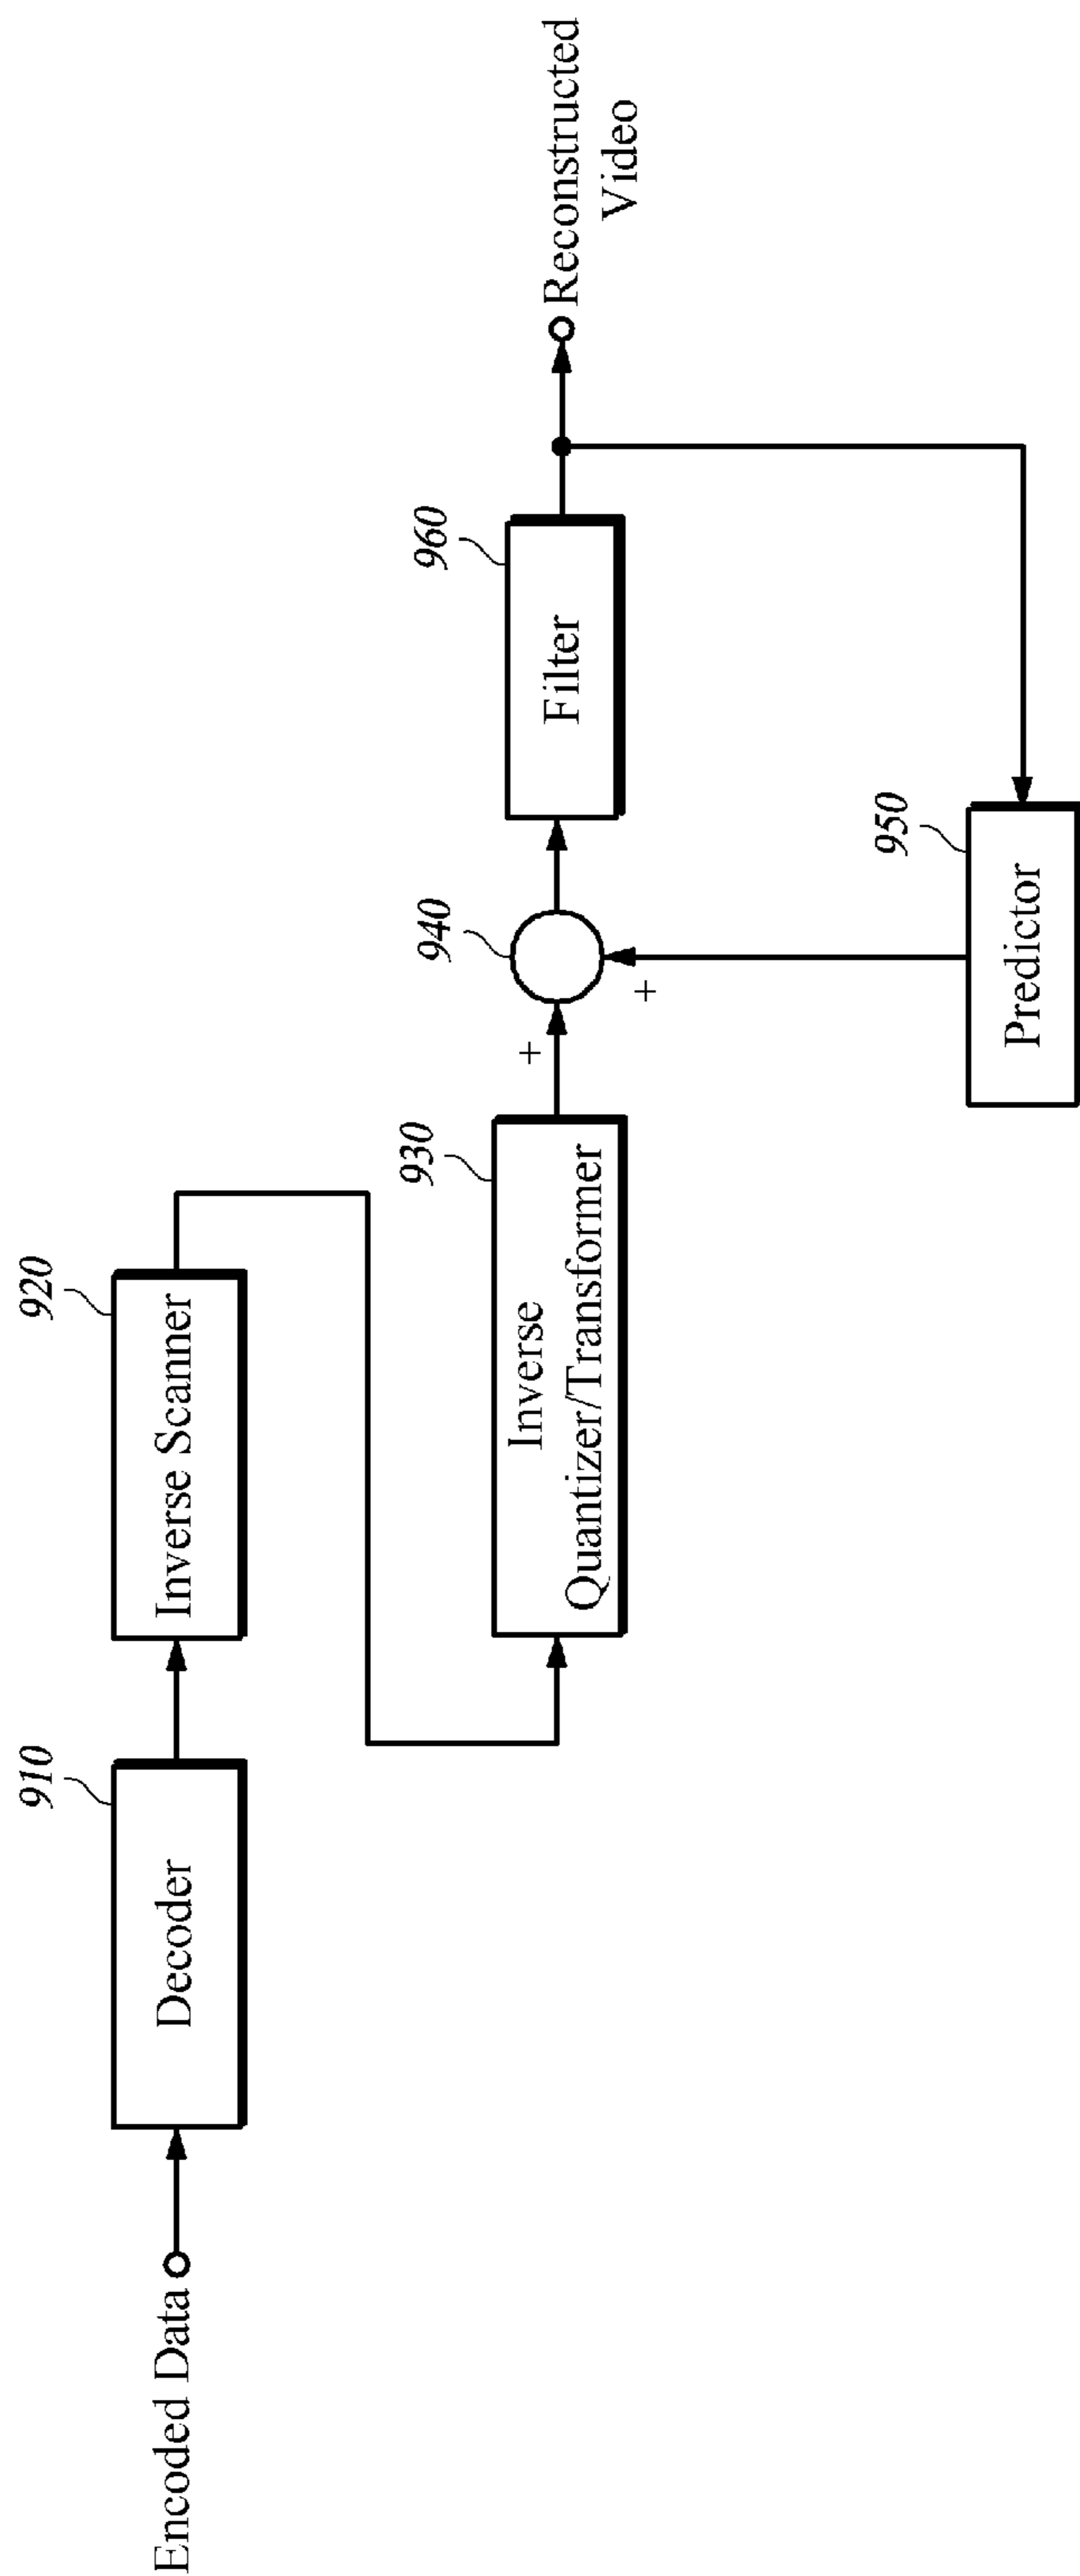 Encoded Data
910
Decoder
920
Inverse Scanner
930
Inverse
Quantizer/Transformer
+
+
940
960
Filter
950
Predictor
Reconstructed
Video